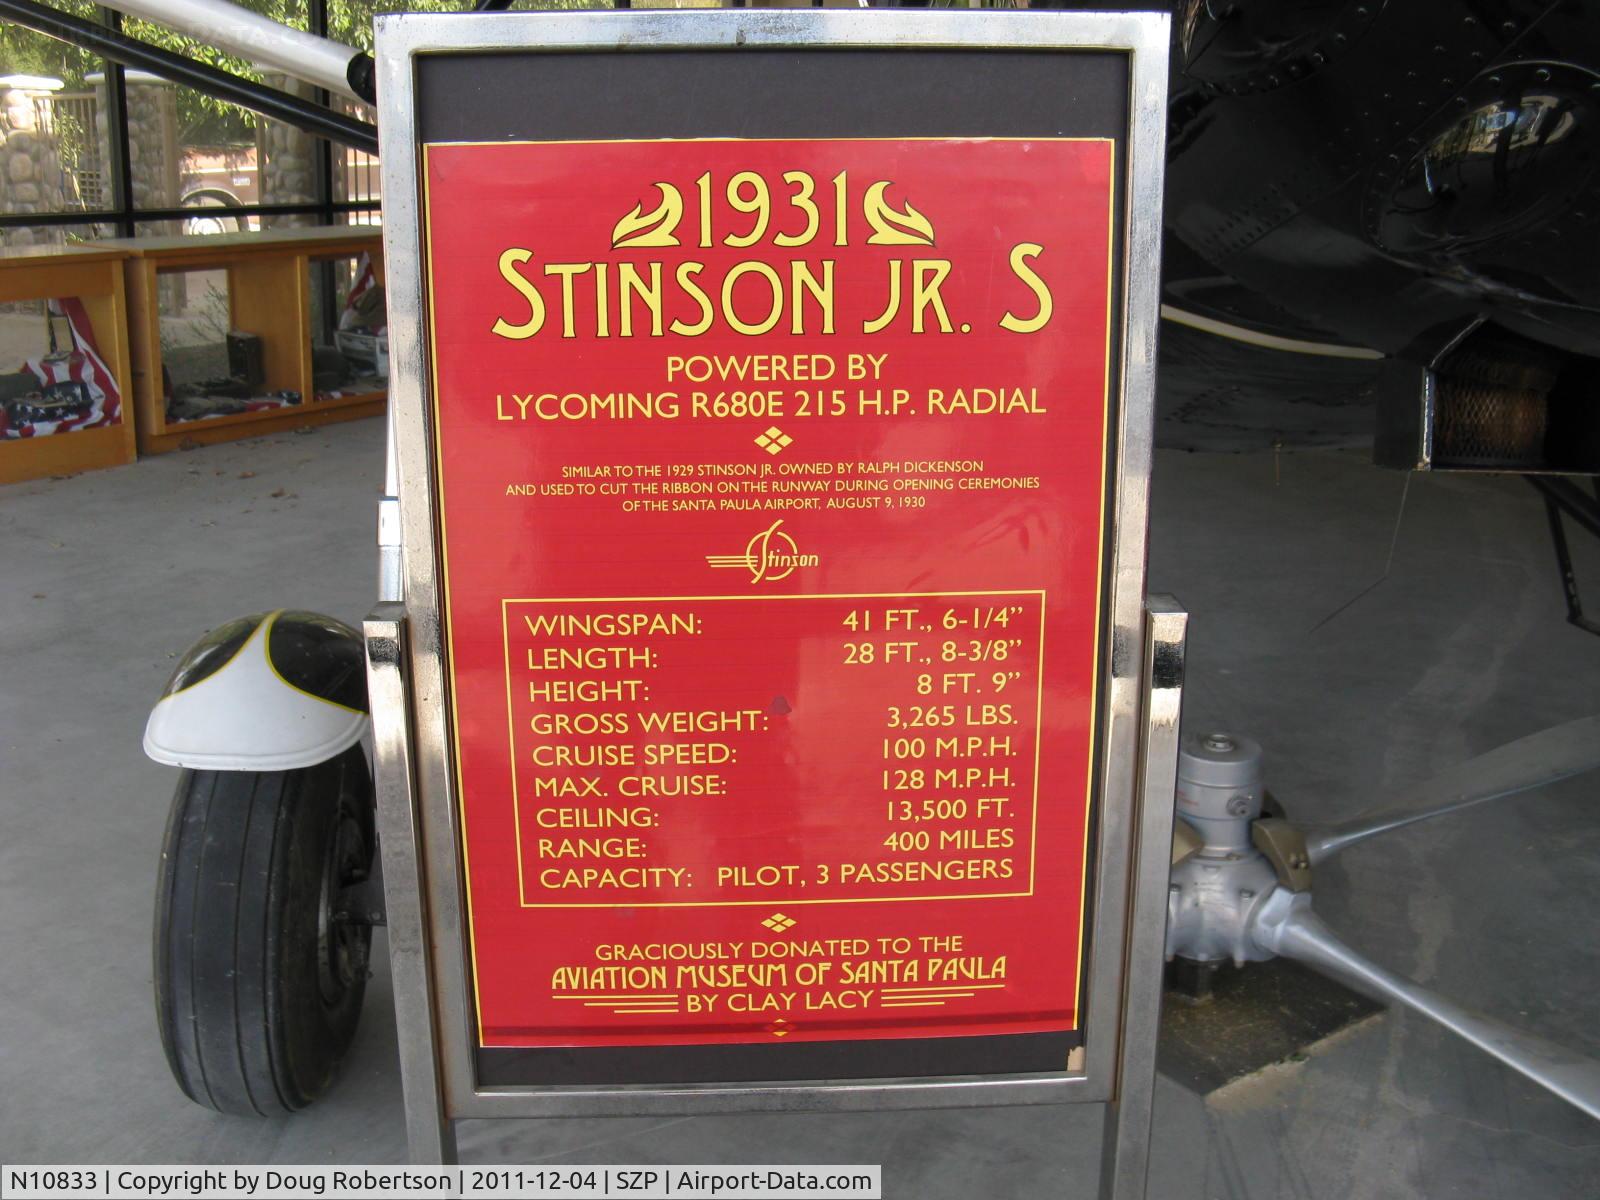 1931
STINSON JR. S
POWERED BY
LYCOMING R680E 215 H.P. RADIAL
SIMILAR TO THE 1929 STINSON JR. OWNED BY RALPH DICKENSON
AND USED TO CUT THE RIBBON ON THE RUNWAY DURING OPENING CEREMONIES
OF THE SANTA PAULA AIRPORT, AUGUST 9, 1930
Stinson
WINGSPAN: 41 FT., 6-1/4”
LENGTH: 28 FT., 8-3/8”
HEIGHT: 8 FT. 9”
GROSS WEIGHT: 3,265 LBS.
CRUISE SPEED: 100 M.P.H.
MAX. CRUISE: 128 M.P.H.
CEILING: 13,500 FT.
RANGE: 400 MILES
CAPACITY: PILOT, 3 PASSENGERS
GRACIOUSLY DONATED TO THE
AVIATION MUSEUM OF SANTA PAULA
BY CLAY LACY
N10833 | Copyright by Doug Robertson | 2011-12-04 | SZP | Airport-Data.com